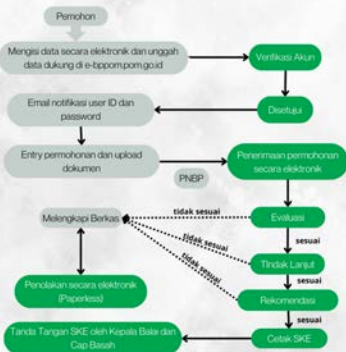 Pemohon
Mengisi data secara elektronik dan unggah
data dukung di e-bppom.pom.go.id
Verifikasi Akun
Email notifikasi user ID dan
password
Disetujui
Entry permohonan dan upload
dokumen
PNBP
Penerimaan permohonan
secara elektronik
Melengkapi Berkas
tidak sesuai
Evaluasi
sesuai
tidak sesuai
TIndak Lanjut
tidak sesuai
sesuai
Penolakan secara elektronik
(Paperless)
Rekomendasi
sesuai
Tanda Tangan SKE oleh Kepala Balai dan
Cap Basah
Cetak SKE